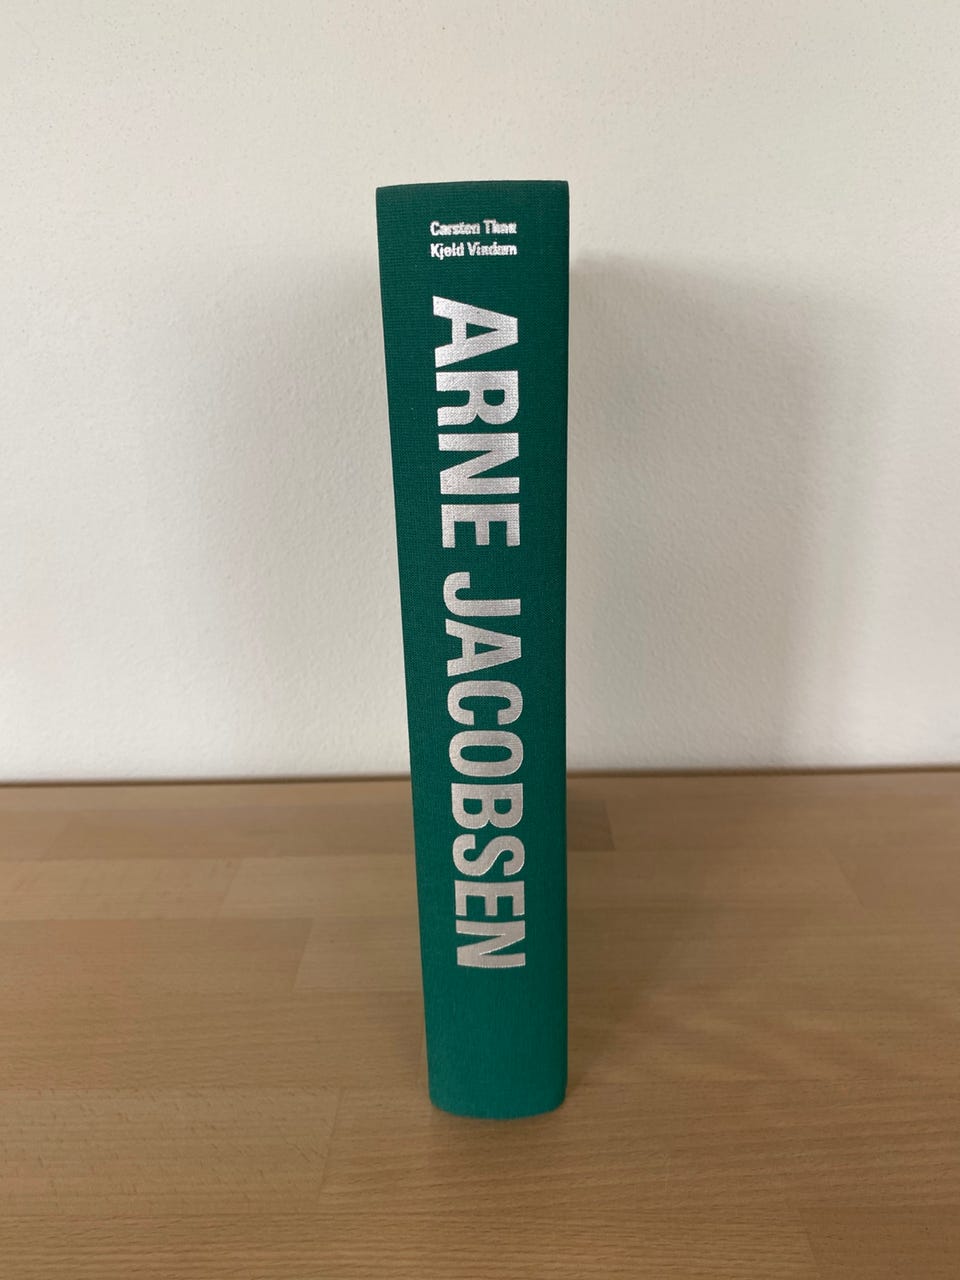 Carsten Thau
Kjeld Vindum
ARNE JACOBSEN